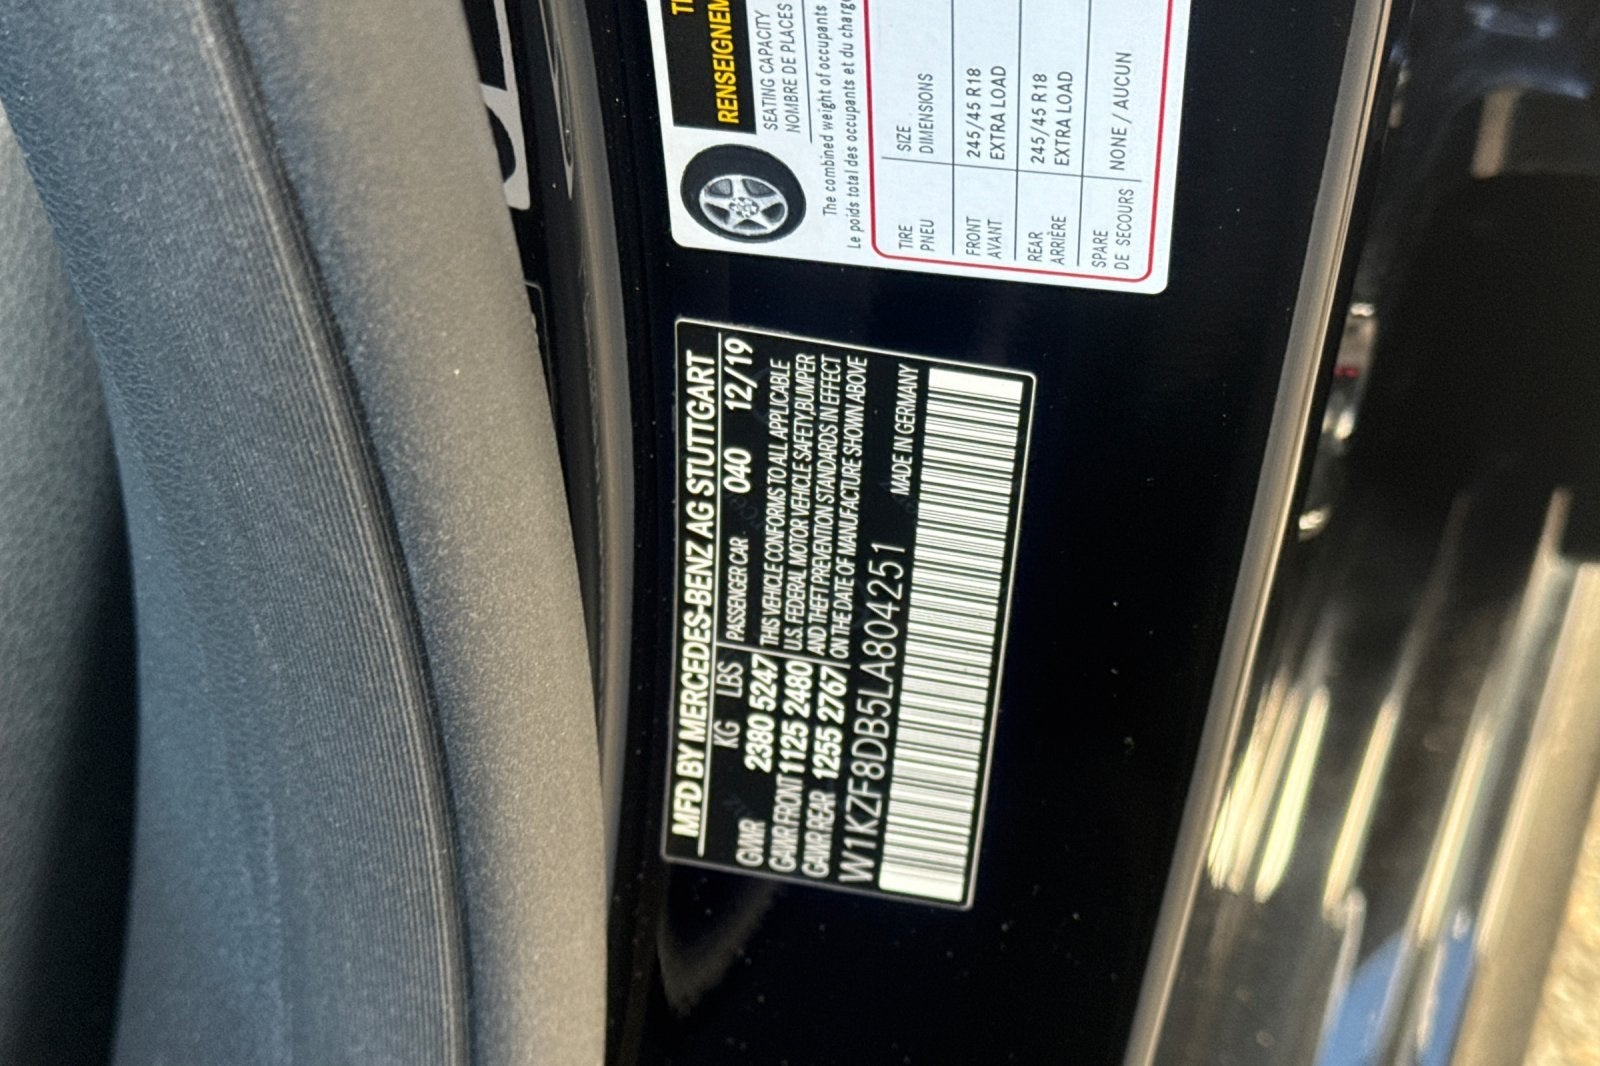 RENSEIGNEM
SEATING CAPACITY
NOMBRE DE PLACES
The combined weight of occupants
Le poids total des occupants et du charg
TIRE SIZE
PNEU DIMENSIONS
FRONT 245/45 R18
AVANT EXTRA LOAD
REAR 245/45 R18
ARRIÈRE EXTRA LOAD
SPARE NONE / AUCUN
DE SECOURS
MFD BY MERCEDES-BENZ AG STUTTGART
KG LBS PASSENGER CAR 040 12/19
GVWR 2380 5247 THIS VEHICLE CONFORMS TO ALL APPLICABLE
GAWR FRONT 1125 2480 U.S. FEDERAL MOTOR VEHICLE SAFETY,BUMPER
GAWR REAR 1255 2767 AND THEFT PREVENTION STANDARDS IN EFFECT
ON THE DATE OF MANUFACTURE SHOWN ABOVE
W1KZF8DB5LA804251 MADE IN GERMANY